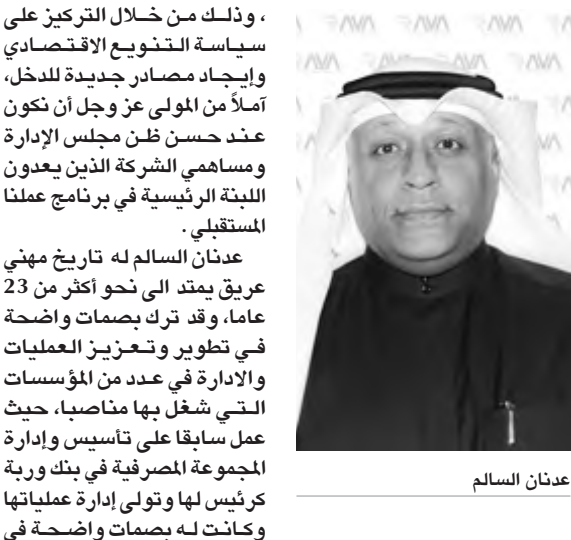 ، وذلك من خلال التركيز على
سياسة التنويع الاقتصادي
وإيجاد مصادر جديدة للدخل،
آملاً من المولى عز وجل أن نكون
عند حسن ظن مجلس الإدارة
ومساهمي الشركة الذين يعدون
اللبنة الرئيسية في برنامج عملنا
المستقبلي.
عدنان السالم له تاريخ مهني
عريق يمتد الى نحو أكثر من 23
عاما، وقد ترك بصمات واضحة
في تطوير وتعزيز العمليات
والادارة في عدد من المؤسسات
التي شغل بها مناصبا، حيث
عمل سابقا على تأسيس وإدارة
المجموعة المصرفية في بنك وربة
كرئيس لها وتولى إدارة عملياتها
وكانت له بصمات واضحة في
عدنان السالم